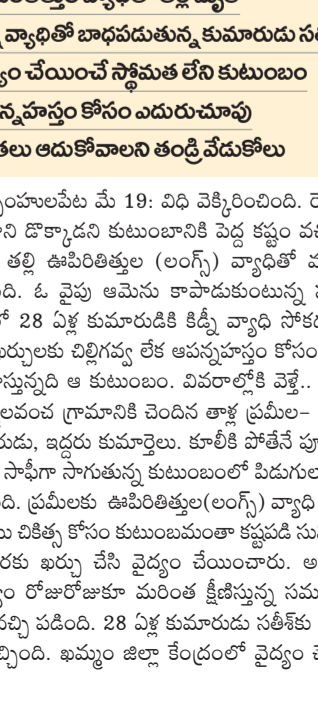 వ్యాధితో బాధపడుతున్న కుమారుడు
చేయించే స్థోమత లేని కుటుంబం
న్నహస్తం కోసం ఎదురుచూపు
తలు ఆదుకోవాలని తండ్రి వేడుకోలు
ంహులపేట మే 19: విధి వెక్కిరించింది.
ని డొక్కాడని కుటుంబానికి పెద్ద కష్టం
తల్లి ఊపిరితిత్తుల (లంగ్స్) వ్యాధితో
ది. ఓ వైపు ఆమెను కాపాడుకుంటున్న
లో 28 ఏళ్ల కుమారుడికి కిడ్నీ వ్యాధి
ఖర్చులకు చిల్లిగవ్వ లేక ఆపన్నహస్తం కోసం
స్తున్నది ఆ కుటుంబం. వివరాల్లోకి వెళ్తే..
లవంచ గ్రామానికి చెందిన తాళ్ల ప్రమీల–
రుడు, ఇద్దరు కుమార్తెలు. కూలీకి పోతేనే
సాఫీగా సాగుతున్న కుటుంబంలో పిడుగులా
ది. ప్రమీలకు ఊపిరితిత్తుల(లంగ్స్) వ్యాధి
చికిత్స కోసం కుటుంబమంతా కష్టపడి
రకు ఖర్చు చేసి వైద్యం చేయించారు.
రోజురోజుకూ మరింత క్షీణిస్తున్న
వచ్చి పడింది. 28 ఏళ్ల కుమారుడు సతీశ్‌కు
చ్చింది. ఖమ్మం జిల్లా కేంద్రంలో వైద్యం